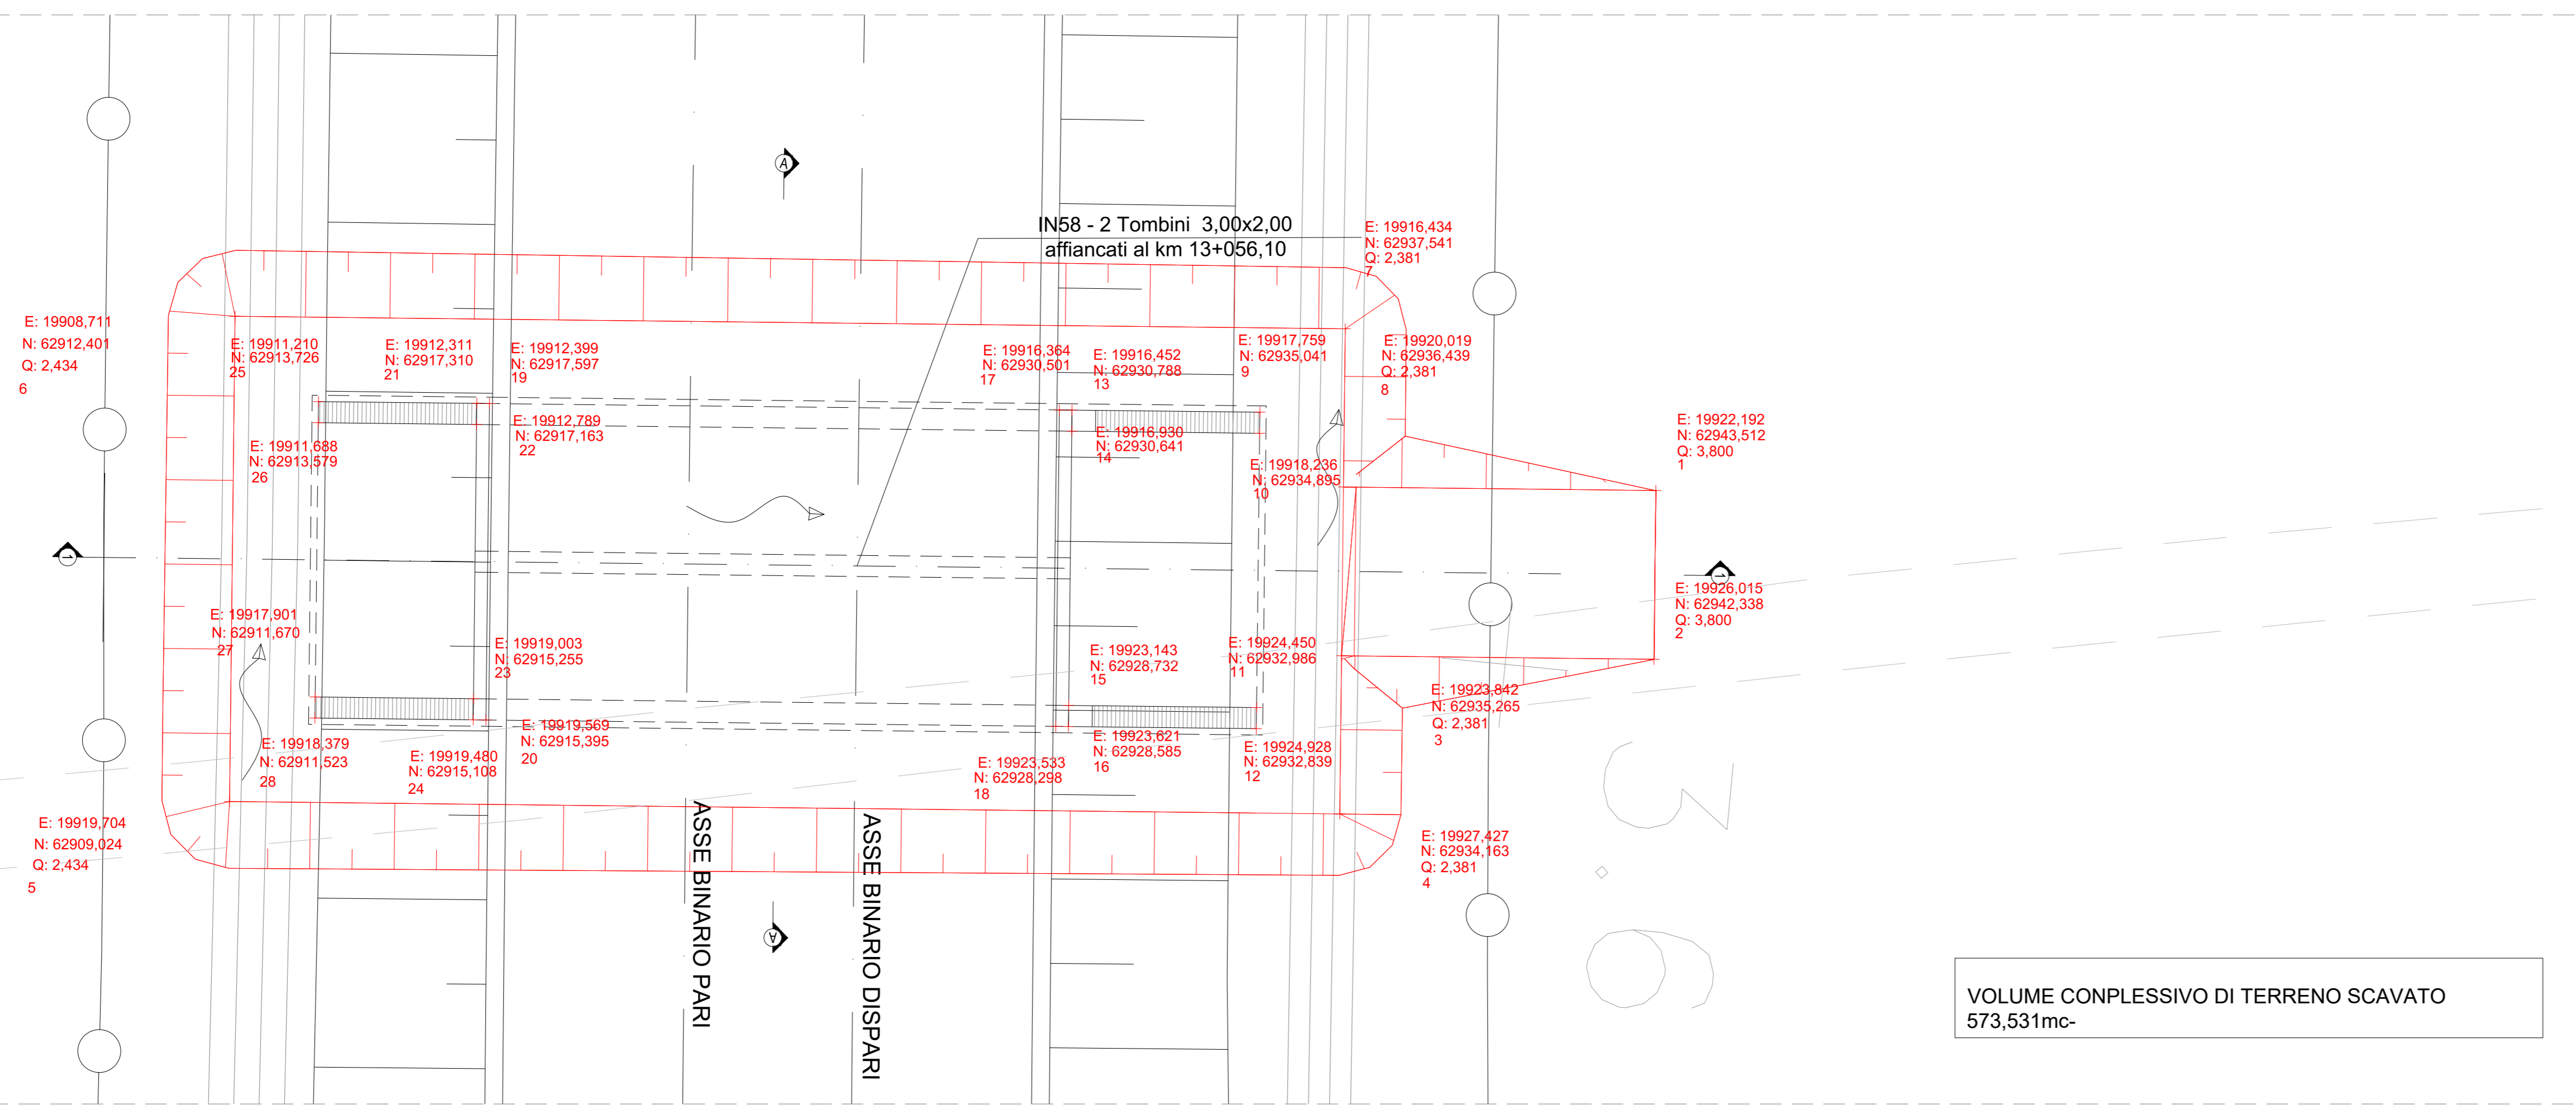 A
IN58 - 2 Tombini 3,00x2,00
affiancati al km 13+056,10
E: 19916,434
N: 62937,541
Q: 2,381
7
E: 19908,711
N: 62912,401
Q: 2,434
6
E: 19911,210
N: 62913,726
25
E: 19912,311
N: 62917,310
21
E: 19912,399
N: 62917,597
19
E: 19916,364
N: 62930,501
17
E: 19916,452
N: 62930,788
13
E: 19917,759
N: 62935,041
9
E: 19920,019
N: 62936,439
Q: 2,381
8
E: 19922,192
N: 62943,512
Q: 3,800
1
E: 19911,688
N: 62913,579
26
E: 19912,789
N: 62917,163
22
E: 19916,930
N: 62930,641
14
E: 19918,236
N: 62934,895
10
1
1
E: 19926,015
N: 62942,338
Q: 3,800
2
E: 19917,901
N: 62911,670
27
E: 19919,003
N: 62915,255
23
E: 19923,143
N: 62928,732
15
E: 19924,450
N: 62932,986
11
E: 19923,842
N: 62935,265
Q: 2,381
3
E: 19918,379
N: 62911,523
28
E: 19919,480
N: 62915,108
24
E: 19919,569
N: 62915,395
20
E: 19923,533
N: 62928,298
18
E: 19923,621
N: 62928,585
16
E: 19924,928
N: 62932,839
12
E: 19919,704
N: 62909,024
Q: 2,434
5
E: 19927,427
N: 62934,163
Q: 2,381
4
ASSE BINARIO PARI
ASSE BINARIO DISPARI
A
VOLUME CONPLESSIVO DI TERRENO SCAVATO
573,531mc-